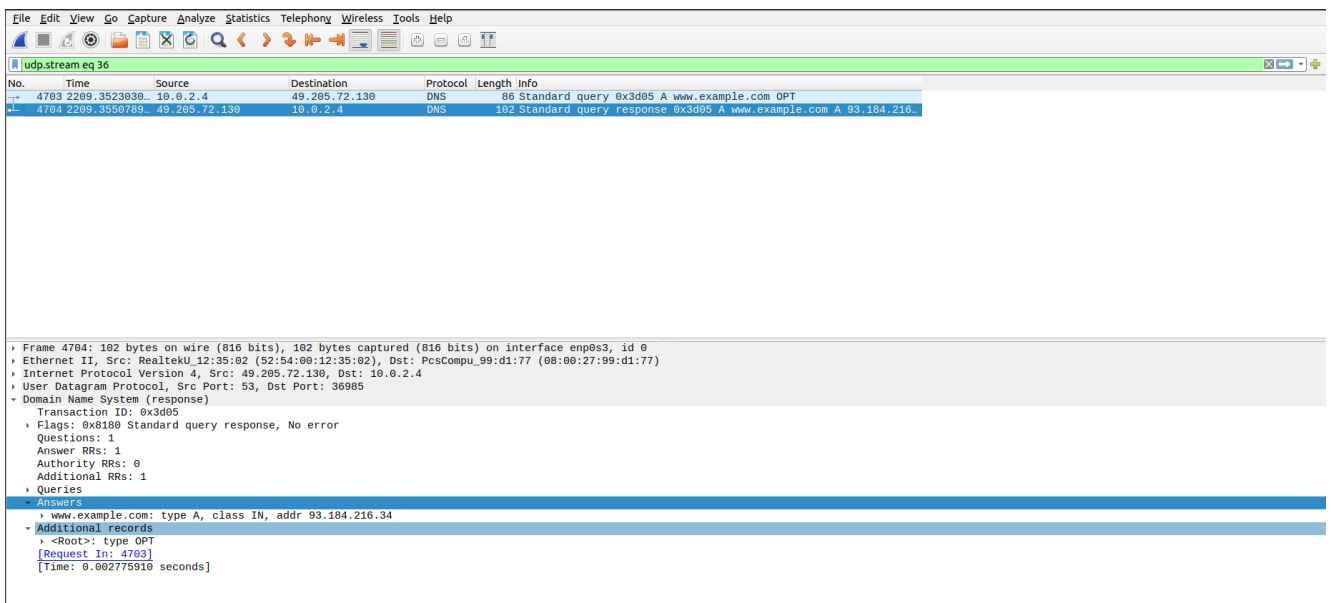 File Edit View Go Capture Analyze Statistics Telephony Wireless Tools Help
udp.stream eq 36
No. Time Source Destination Protocol Length Info
4703 2209.3523030… 10.0.2.4 49.205.72.130 DNS 86 Standard query 0x3d05 A www.example.com OPT
4704 2209.3550789… 49.205.72.130 10.0.2.4 DNS 102 Standard query response 0x3d05 A www.example.com A 93.184.216…
Frame 4704: 102 bytes on wire (816 bits), 102 bytes captured (816 bits) on interface enp0s3, id 0
Ethernet II, Src: RealtekU_12:35:02 (52:54:00:12:35:02), Dst: PcsCompu_99:d1:77 (08:00:27:99:d1:77)
Internet Protocol Version 4, Src: 49.205.72.130, Dst: 10.0.2.4
User Datagram Protocol, Src Port: 53, Dst Port: 36985
Domain Name System (response)
Transaction ID: 0x3d05
Flags: 0x8180 Standard query response, No error
Questions: 1
Answer RRs: 1
Authority RRs: 0
Additional RRs: 1
Queries
Answers
www.example.com: type A, class IN, addr 93.184.216.34
Additional records
<Root>: type OPT
[Request In: 4703]
[Time: 0.002775910 seconds]